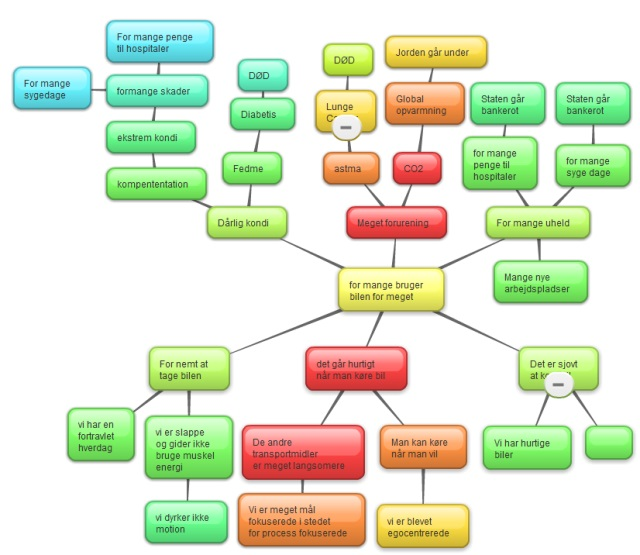 For mange penge
til hospitaler
For mange
sygedage
formange skader
ekstrem kondi
kompententation
DØD
Diabetis
Fedme
Dårlig kondi
DØD
Lunge
astma
Jorden går under
Global
opvarmning
CO2
Meget forurening
Staten går
bankerot
for mange
penge til
hospitaler
Staten går
bankerot
for mange
syge dage
For mange uheld
Mange nye
arbejdspladser
for mange bruger
bilen for meget
For nemt at
tage bilen
vi har en
fortravlet
hverdag
vi er slappe
og gider ikke
bruge muskel
energi
vi dyrker ikke
motion
det går hurtigt
når man køre bil
De andre
transportmidler
er meget langsomere
Vi er meget mål
fokuserede i stedet
for process fokuserede
Man kan køre
når man vil
vi er blevet
egocentrerede
Det er sjovt
at
Vi har hurtige
biler